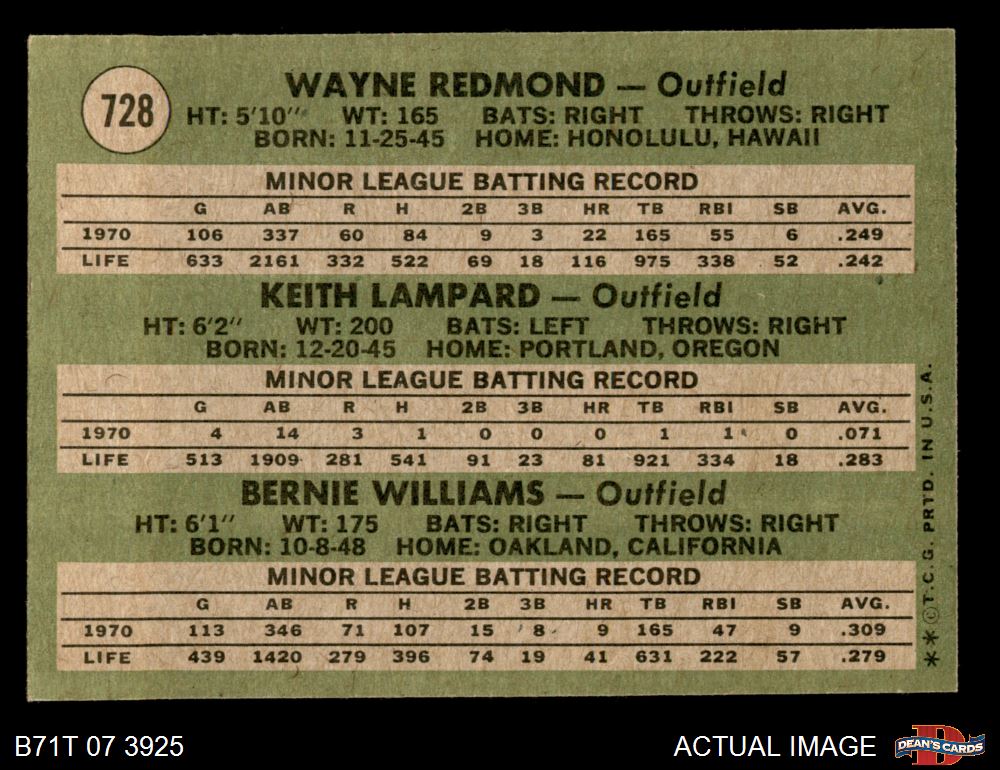 728
WAYNE REDMOND — Outfield
HT: 5'10" WT: 165 BATS: RIGHT THROWS: RIGHT
BORN: 11-25-45 HOME: HONOLULU, HAWAII
MINOR LEAGUE BATTING RECORD
G AB R H 2B 3B HR TB RBI SB AVG.
1970 106 337 60 84 9 3 22 165 55 6 .249
LIFE 633 2161 332 522 69 18 116 975 338 52 .242
KEITH LAMPARD — Outfield
HT: 6'2" WT: 200 BATS: LEFT THROWS: RIGHT
BORN: 12-20-45 HOME: PORTLAND, OREGON
MINOR LEAGUE BATTING RECORD
G AB R H 2B 3B HR TB RBI SB AVG.
1970 4 14 3 1 0 0 0 1 1 0 .071
LIFE 513 1909 281 541 91 23 81 921 334 18 .283
BERNIE WILLIAMS — Outfield
HT: 6'1" WT: 175 BATS: RIGHT THROWS: RIGHT
BORN: 10-8-48 HOME: OAKLAND, CALIFORNIA
MINOR LEAGUE BATTING RECORD
G AB R H 2B 3B HR TB RBI SB AVG.
1970 113 346 71 107 15 8 9 165 47 9 .309
LIFE 439 1420 279 396 74 19 41 631 222 57 .279
**©T.C.G. PRTD. IN U.S.A.
B71T 07 3925
ACTUAL IMAGE
D
DEAN'S CARDS